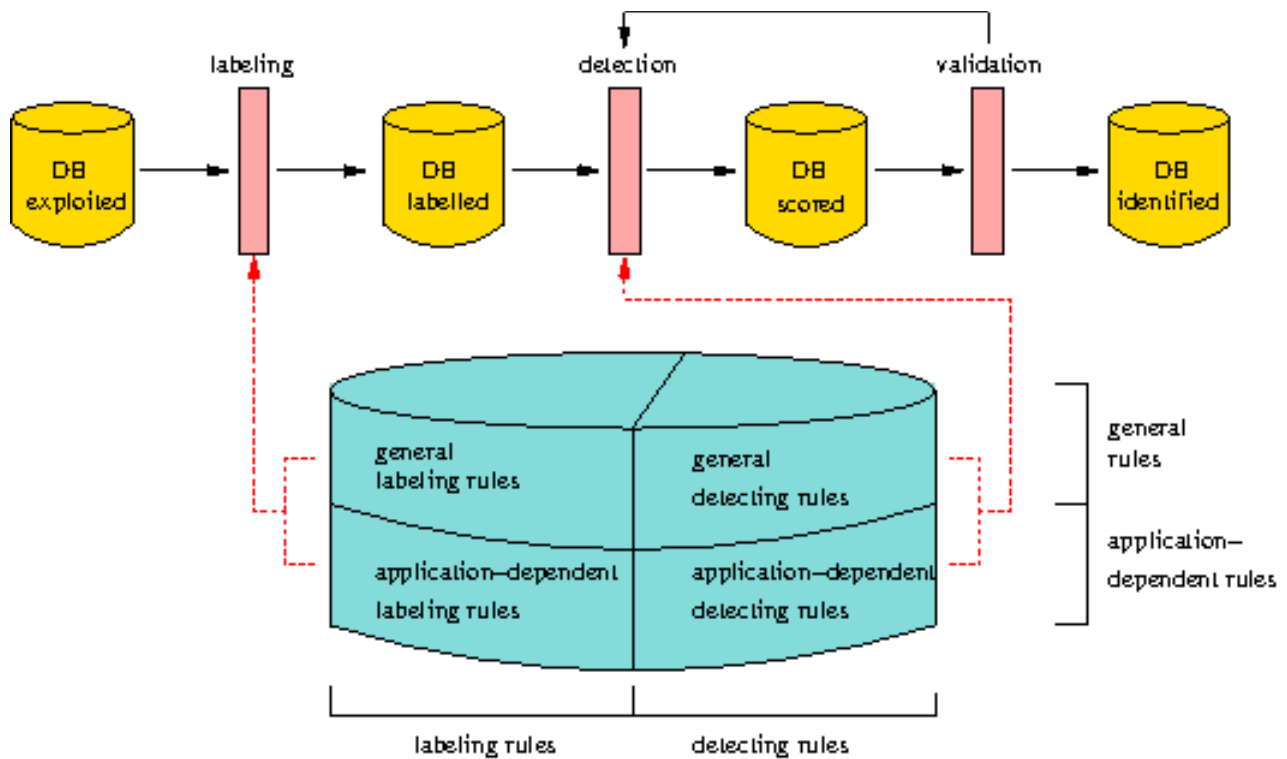 labeling
detection
validation
DB
exploited
DB
labelled
DB
scored
DB
identified
general
labeling rules
general
detecting rules
general
rules
application-dependent
labeling rules
application-dependent
detecting rules
application-
dependent rules
labeling rules
detecting rules